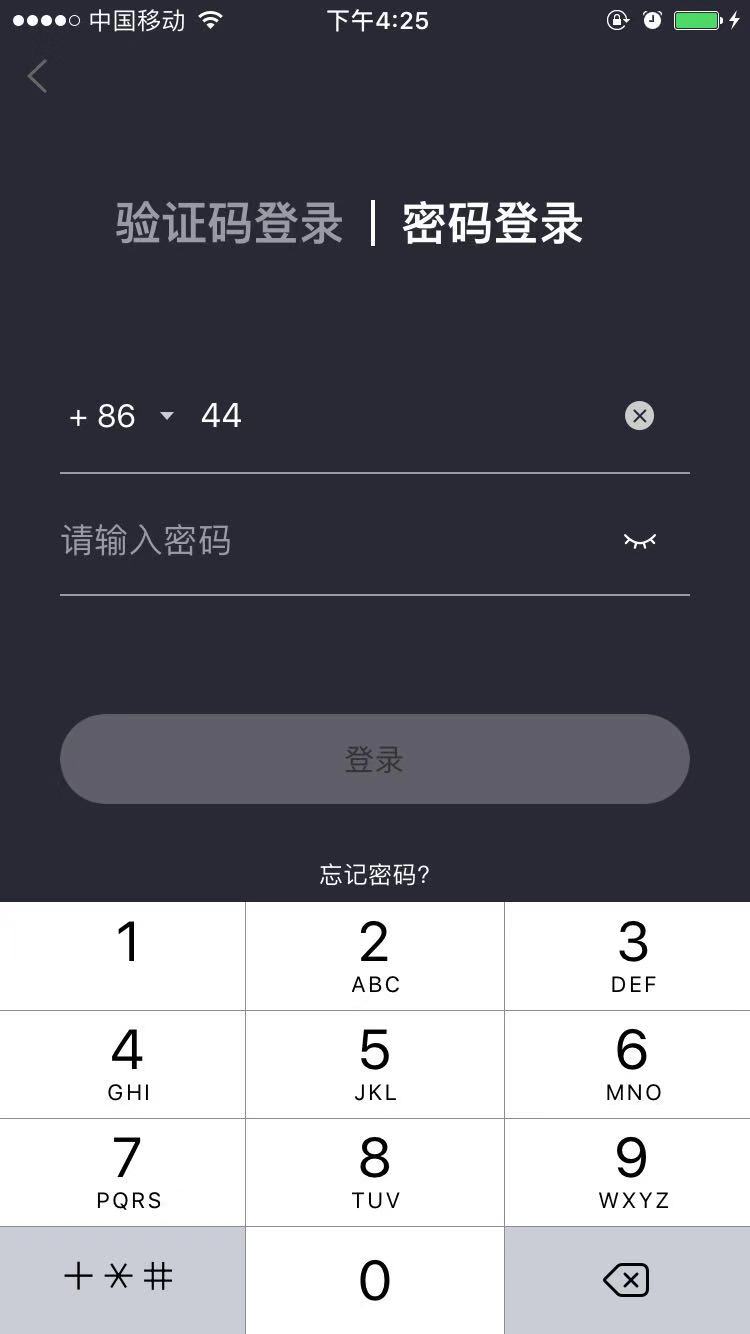 中国移动 下午4:25
验证码登录 | 密码登录
+ 86 44
请输入密码
登录
忘记密码?
1 2 3
ABC DEF
4 5 6
GHI JKL MNO
7 8 9
PQRS TUV WXYZ
+*# 0